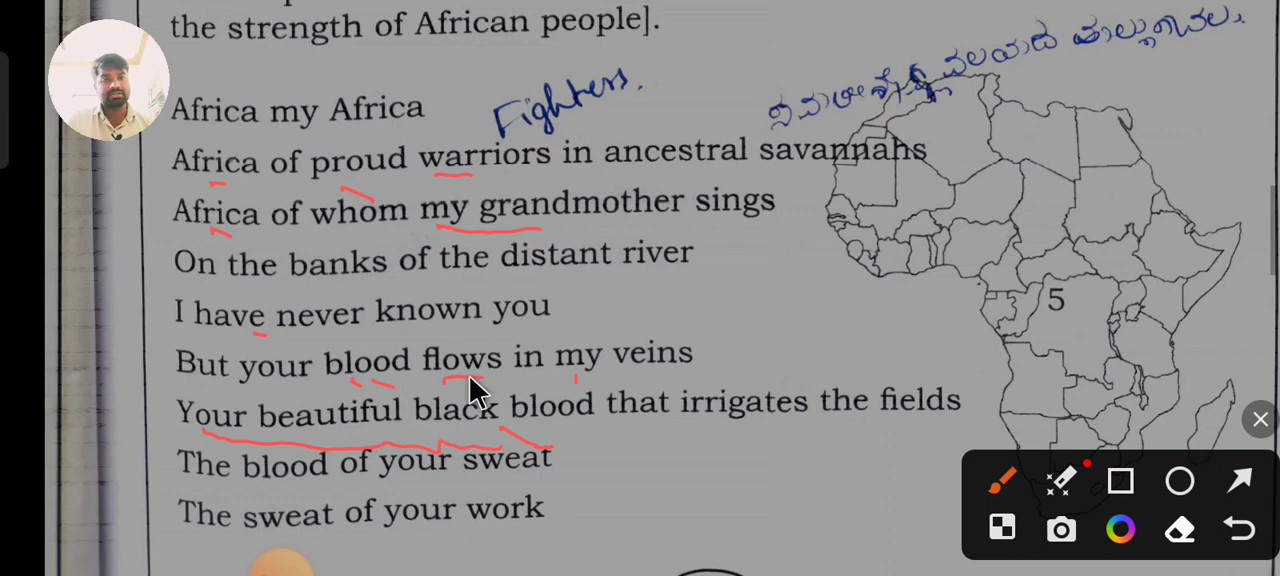 the strength of African people].
Africa my Africa
Fighters.
Africa of proud warriors in ancestral savannahs
Africa of whom my grandmother sings
On the banks of the distant river
I have never known you
But your blood flows in my veins
Your beautiful black blood that irrigates the fields
The blood of your sweat
The sweat of your work
5